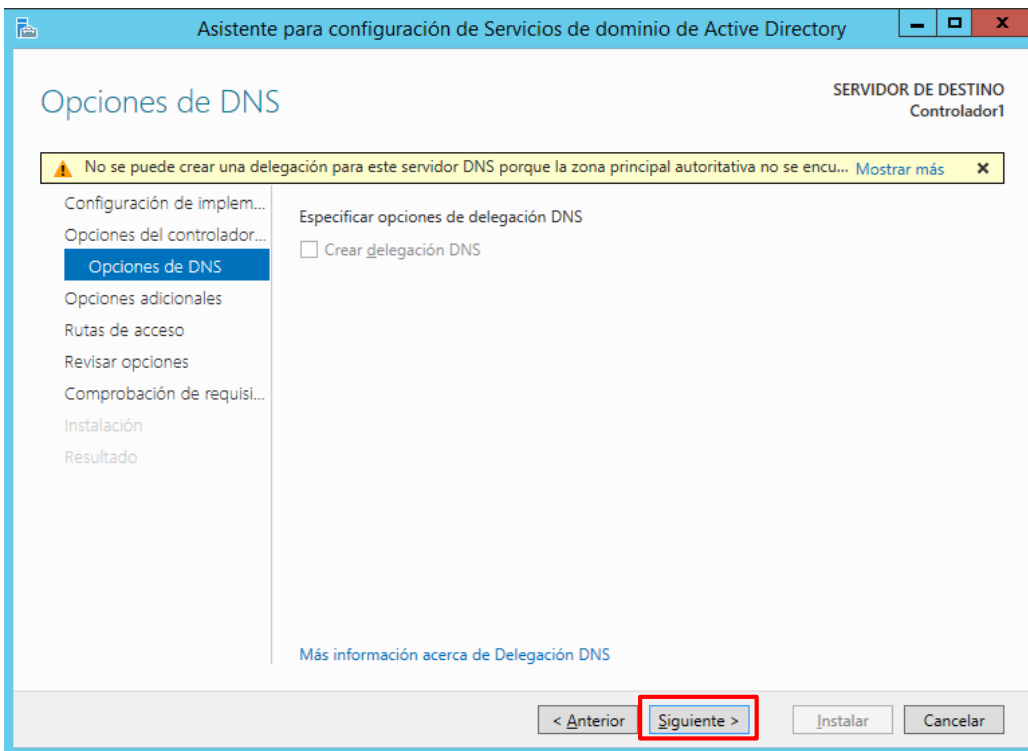 Asistente para configuración de Servicios de dominio de Active Directory
Opciones de DNS
SERVIDOR DE DESTINO
Controlador1
No se puede crear una delegación para este servidor DNS porque la zona principal autoritativa no se encu... Mostrar más
Configuración de implem...
Opciones del controlador...
Opciones de DNS
Opciones adicionales
Rutas de acceso
Revisar opciones
Comprobación de requisi...
Instalación
Resultado
Especificar opciones de delegación DNS
Crear delegación DNS
Más información acerca de Delegación DNS
< Anterior Siguiente > Instalar Cancelar